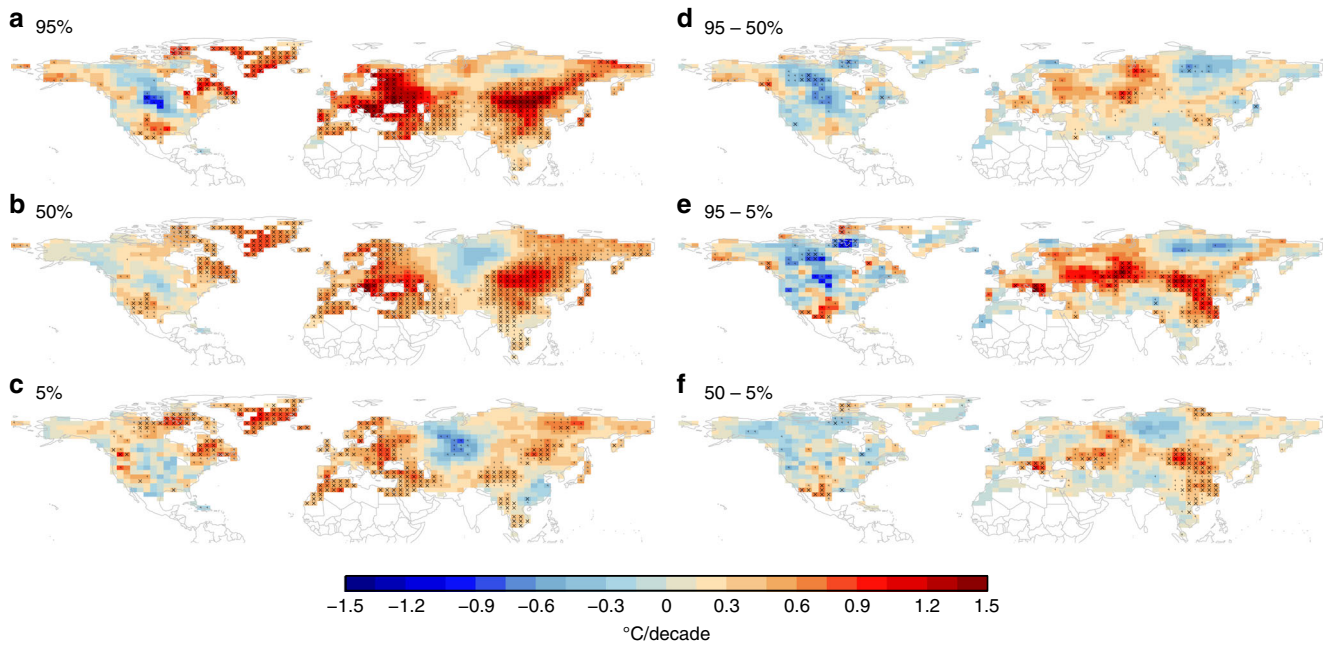 a 95%
d 95 – 50%
b 50%
e 95 – 5%
c 5%
f 50 – 5%
−1.5 −1.2 −0.9 −0.6 −0.3 0 0.3 0.6 0.9 1.2 1.5
°C/decade